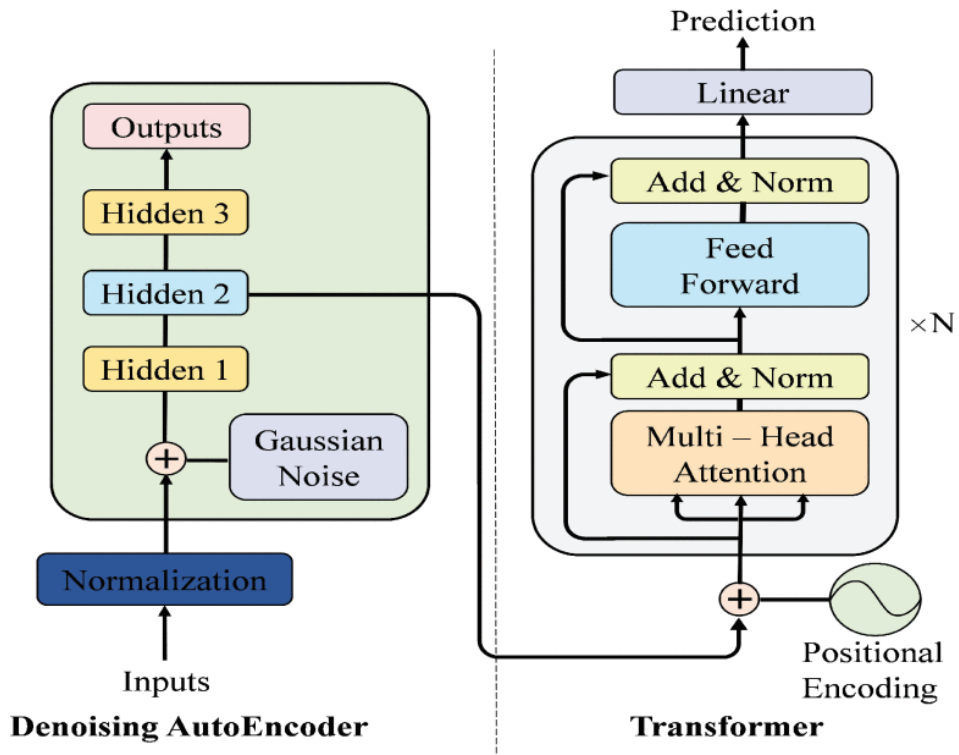 Outputs
Hidden 3
Hidden 2
Hidden 1
Gaussian
Noise
Normalization
Inputs
Denoising AutoEncoder
Prediction
Linear
Add & Norm
Feed
Forward
×N
Add & Norm
Multi – Head
Attention
Positional
Encoding
Transformer